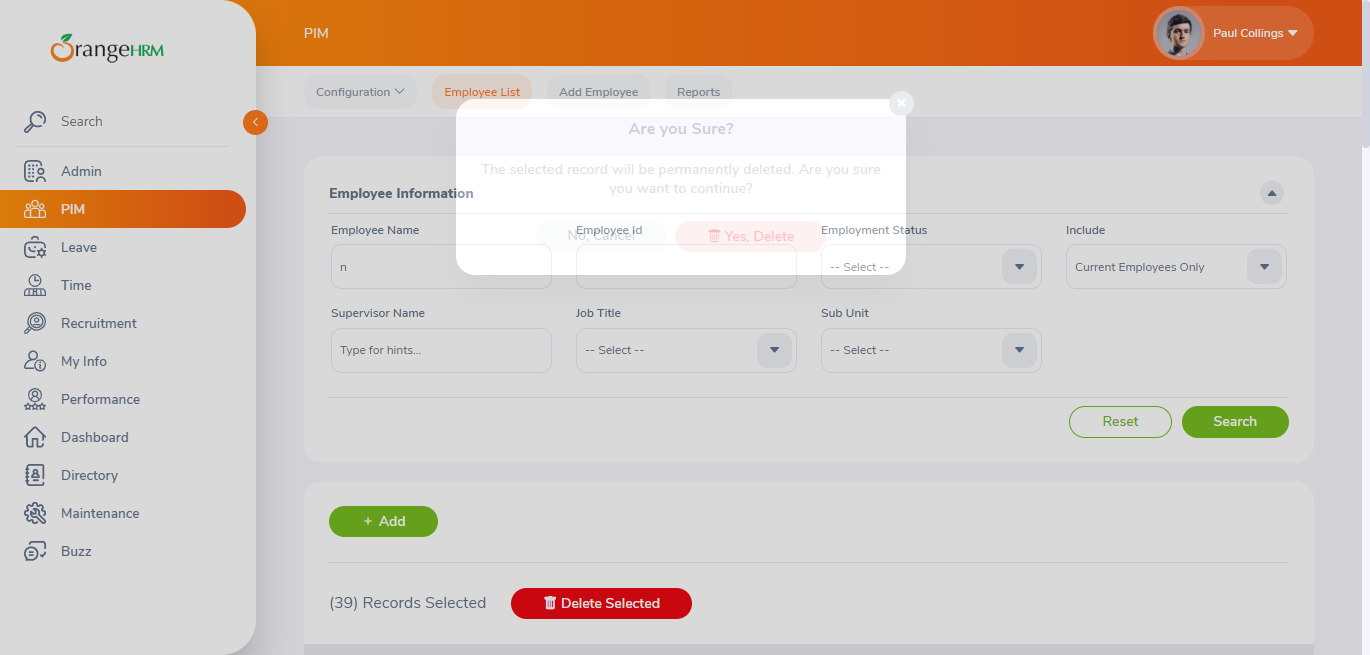 OrangeHRM
Search
Admin
PIM
Leave
Time
Recruitment
My Info
Performance
Dashboard
Directory
Maintenance
Buzz
PIM
Paul Collings
Configuration
Employee List
Add Employee
Reports
Are you Sure?
The selected record will be permanently deleted. Are you sure
you want to continue?
No, Cancel
Yes, Delete
Employee Information
Employee Name
Employee Id
Employment Status
Include
n
-- Select --
Current Employees Only
Supervisor Name
Job Title
Sub Unit
Type for hints...
-- Select --
-- Select --
Reset
Search
+ Add
(39) Records Selected
Delete Selected